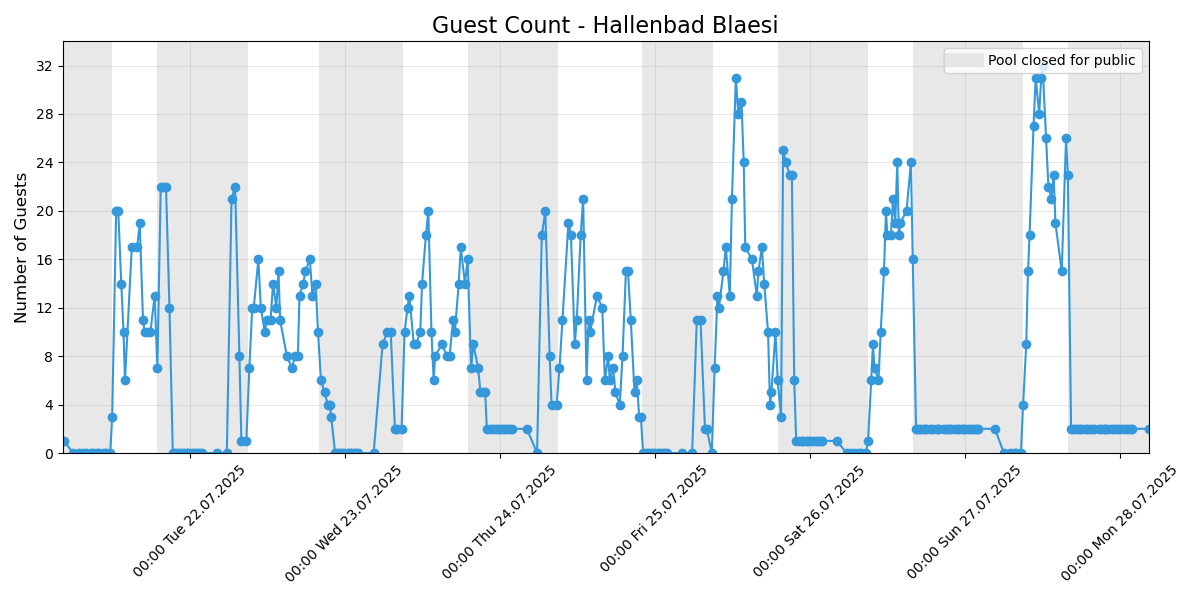 Guest Count - Hallenbad Blaesi
Pool closed for public
Number of Guests
32
28
24
20
16
12
8
4
0
00:00 Tue 22.07.2025
00:00 Wed 23.07.2025
00:00 Thu 24.07.2025
00:00 Fri 25.07.2025
00:00 Sat 26.07.2025
00:00 Sun 27.07.2025
00:00 Mon 28.07.2025